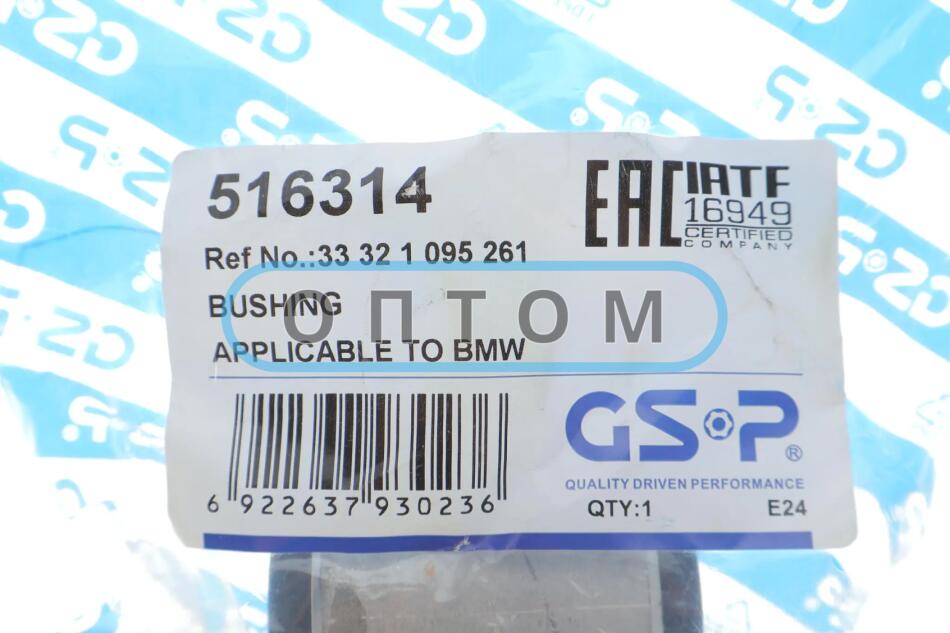 516314
EAC IATF
16949
CERTIFIED
COMPANY
Ref No.:33 32 1 095 261
BUSHING
ОПТОМ
APPLICABLE TO BMW
GSP®
QUALITY DRIVEN PERFORMANCE
6 922637 930236
QTY:1 E24